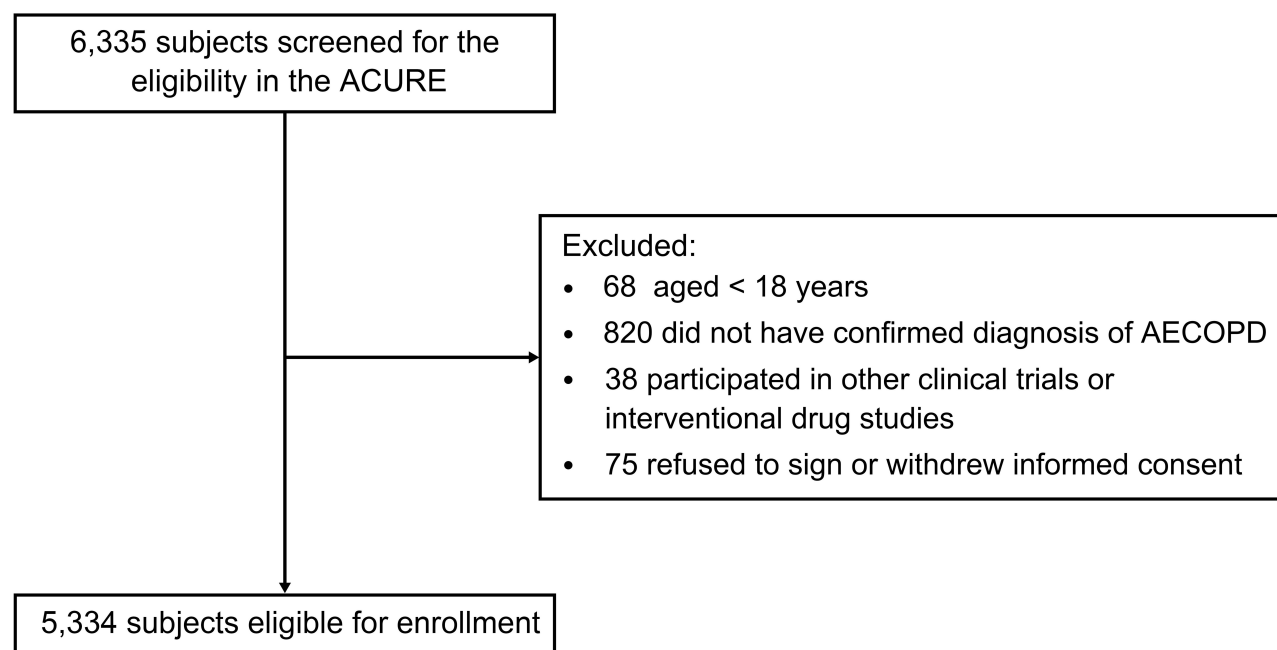 6,335 subjects screened for the
eligibility in the ACURE
Excluded:
• 68 aged < 18 years
• 820 did not have confirmed diagnosis of AECOPD
• 38 participated in other clinical trials or
interventional drug studies
• 75 refused to sign or withdrew informed consent
5,334 subjects eligible for enrollment